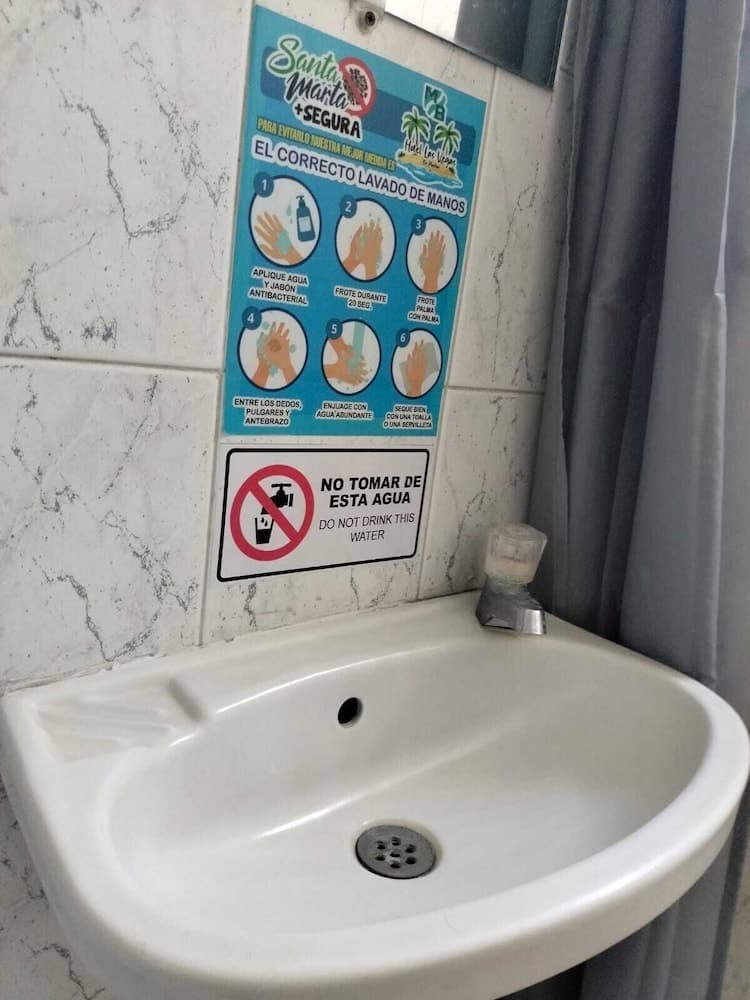 Santa
Marta
+SEGURA
MB
Hotel Las Vegas
PARA EVITARLO NUESTRA MEJOR MEDIDA ES
EL CORRECTO LAVADO DE MANOS
1
2
3
APLIQUE AGUA
Y JABÓN
ANTIBACTERIAL
FROTE DURANTE
20 SEG.
FROTE
PALMA
CON PALMA
4
5
6
ENTRE LOS DEDOS,
PULGARES Y
ANTEBRAZO
ENJUAGE CON
AGUA ABUNDANTE
SEQUE BIEN
CON UNA TOALLA
O UNA SERVILLETA
NO TOMAR DE
ESTA AGUA
DO NOT DRINK THIS
WATER